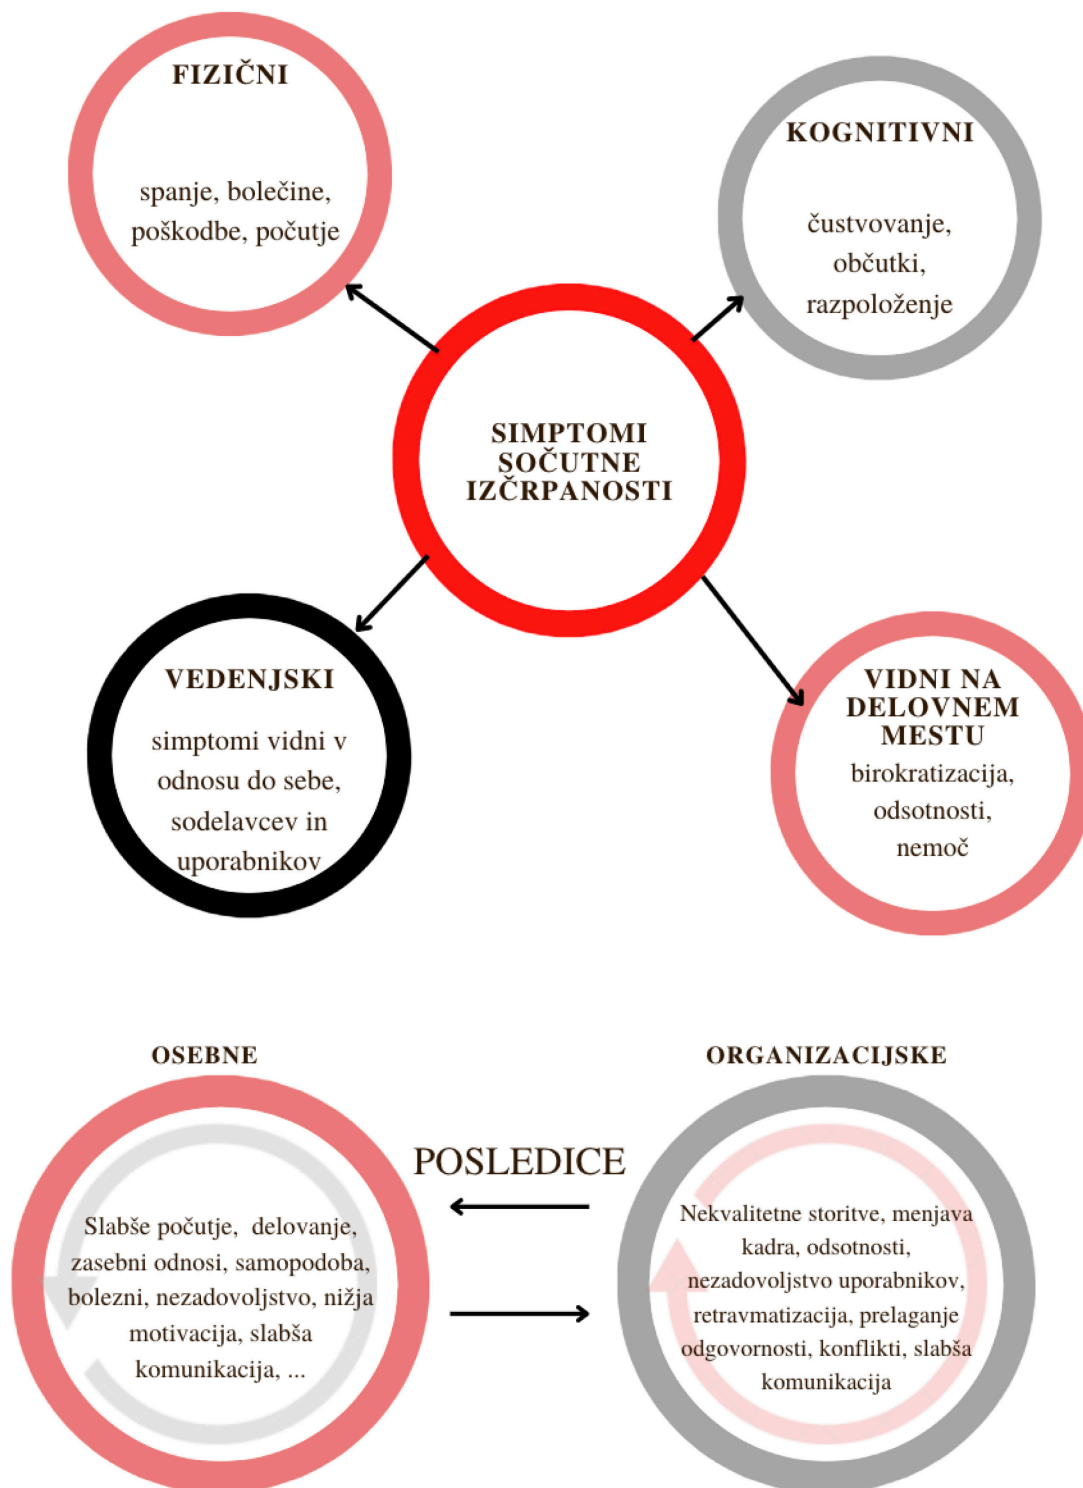 FIZIČNI
spanje, bolečine,
poškodbe, počutje
KOGNITIVNI
čustvovanje,
občutki,
razpoloženje
SIMPTOMI
SOČUTNE
IZČRPANOSTI
VEDENJSKI
simptomi vidni v
odnosu do sebe,
sodelavcev in
uporabnikov
VIDNI NA
DELOVNEM
MESTU
birokratizacija,
odsotnosti,
nemoč
OSEBNE
Slabše počutje, delovanje,
zasebni odnosi, samopodoba,
bolezni, nezadovoljstvo, nižja
motivacija, slabša
komunikacija, ...
POSLEDICE
ORGANIZACIJSKE
Nekvalitetne storitve, menjava
kadra, odsotnosti,
nezadovoljstvo uporabnikov,
retravmatizacija, prelaganje
odgovornosti, konflikti, slabša
komunikacija